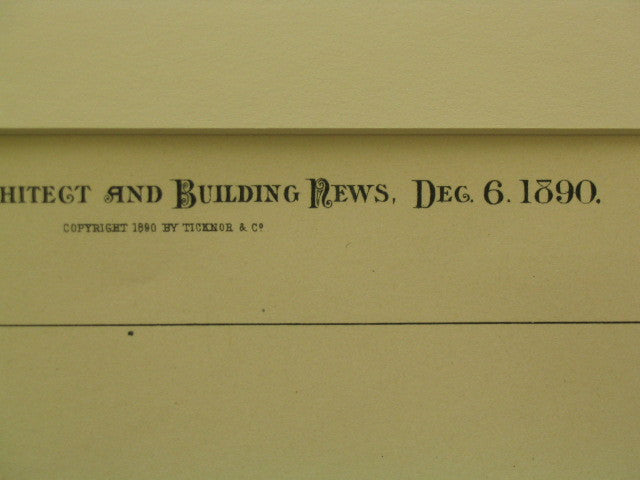 HITECT AND BUILDING NEWS, DEC. 6. 1890.
COPYRIGHT 1890 BY TICKNOR & Co